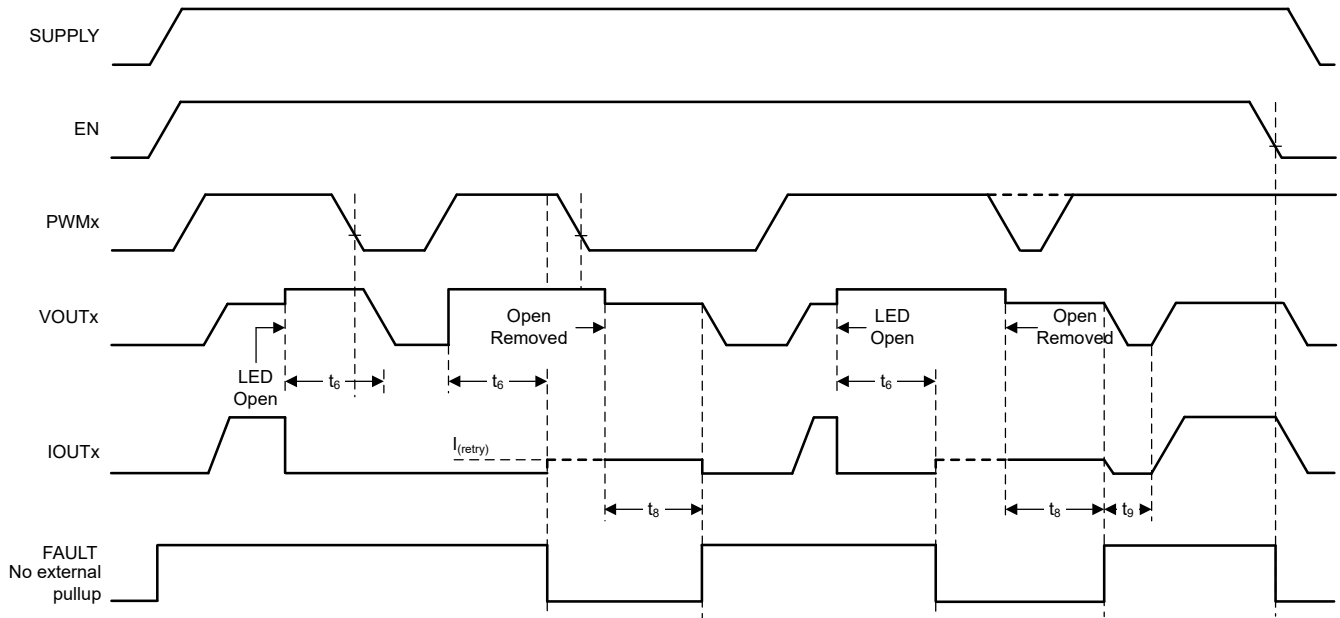 SUPPLY
EN
PWMx
VOUTx
LED
Open
t6
t6
Open
Removed
LED
Open
t6
Open
Removed
IOUTx
I(retry)
t8
t8
t9
FAULT
No external
pullup